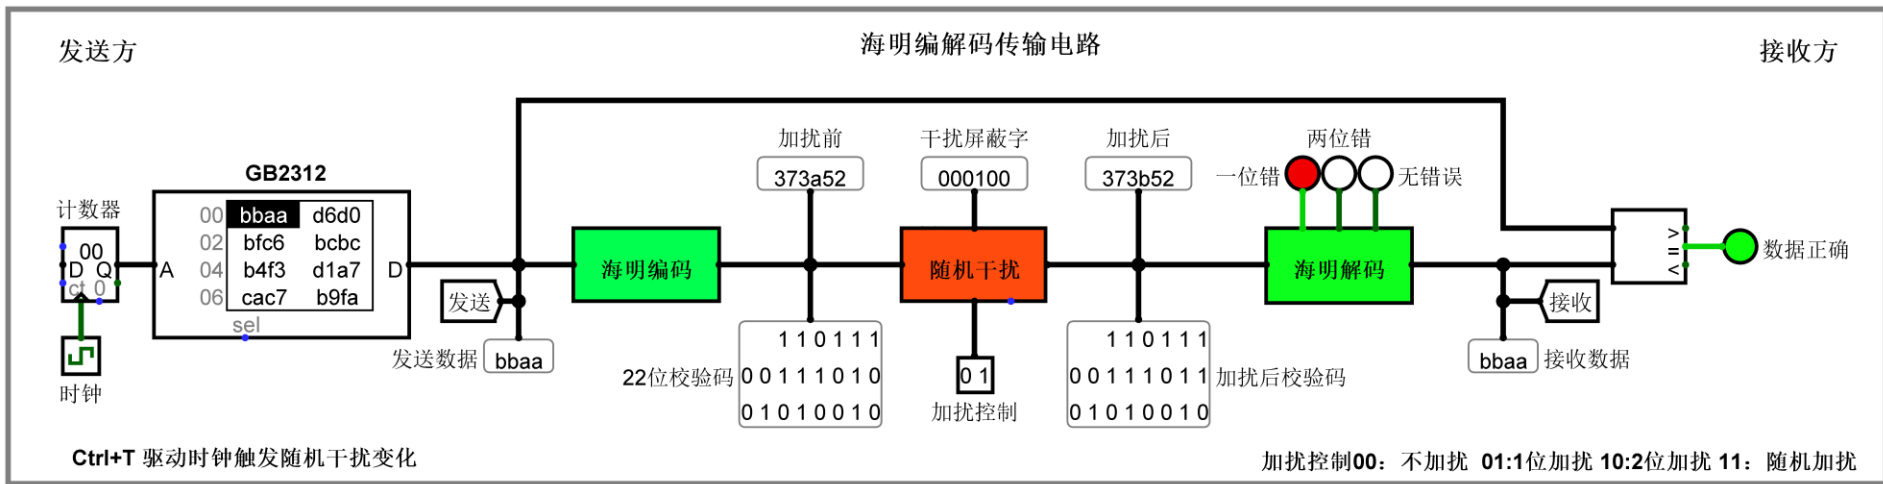 发送方
海明编解码传输电路
接收方
加扰前
干扰屏蔽字
加扰后
两位错
GB2312
373a52
000100
373b52
一位错
无错误
计数器
00 bbaa d6d0
02 bfc6 bcbc
04 b4f3 d1a7
06 cac7 b9fa
00
D Q
ct 0
A
D
sel
时钟
发送
发送数据
bbaa
海明编码
随机干扰
海明解码
>
=
<
数据正确
22位校验码
1 1 0 1 1 1
0 0 1 1 1 0 1 0
0 1 0 1 0 0 1 0
0 1
加扰控制
1 1 0 1 1 1
0 0 1 1 1 0 1 1
0 1 0 1 0 0 1 0
加扰后校验码
接收
bbaa
接收数据
Ctrl+T 驱动时钟触发随机干扰变化
加扰控制00：不加扰 01:1位加扰 10:2位加扰 11：随机加扰